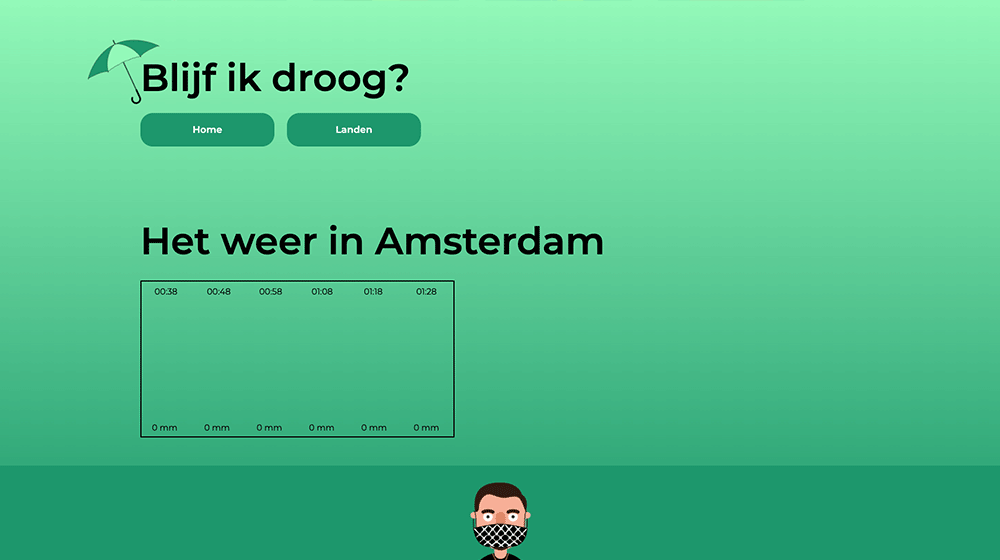 Blijf ik droog?
Home Landen
Het weer in Amsterdam
00:38 00:48 00:58 01:08 01:18 01:28
0 mm 0 mm 0 mm 0 mm 0 mm 0 mm